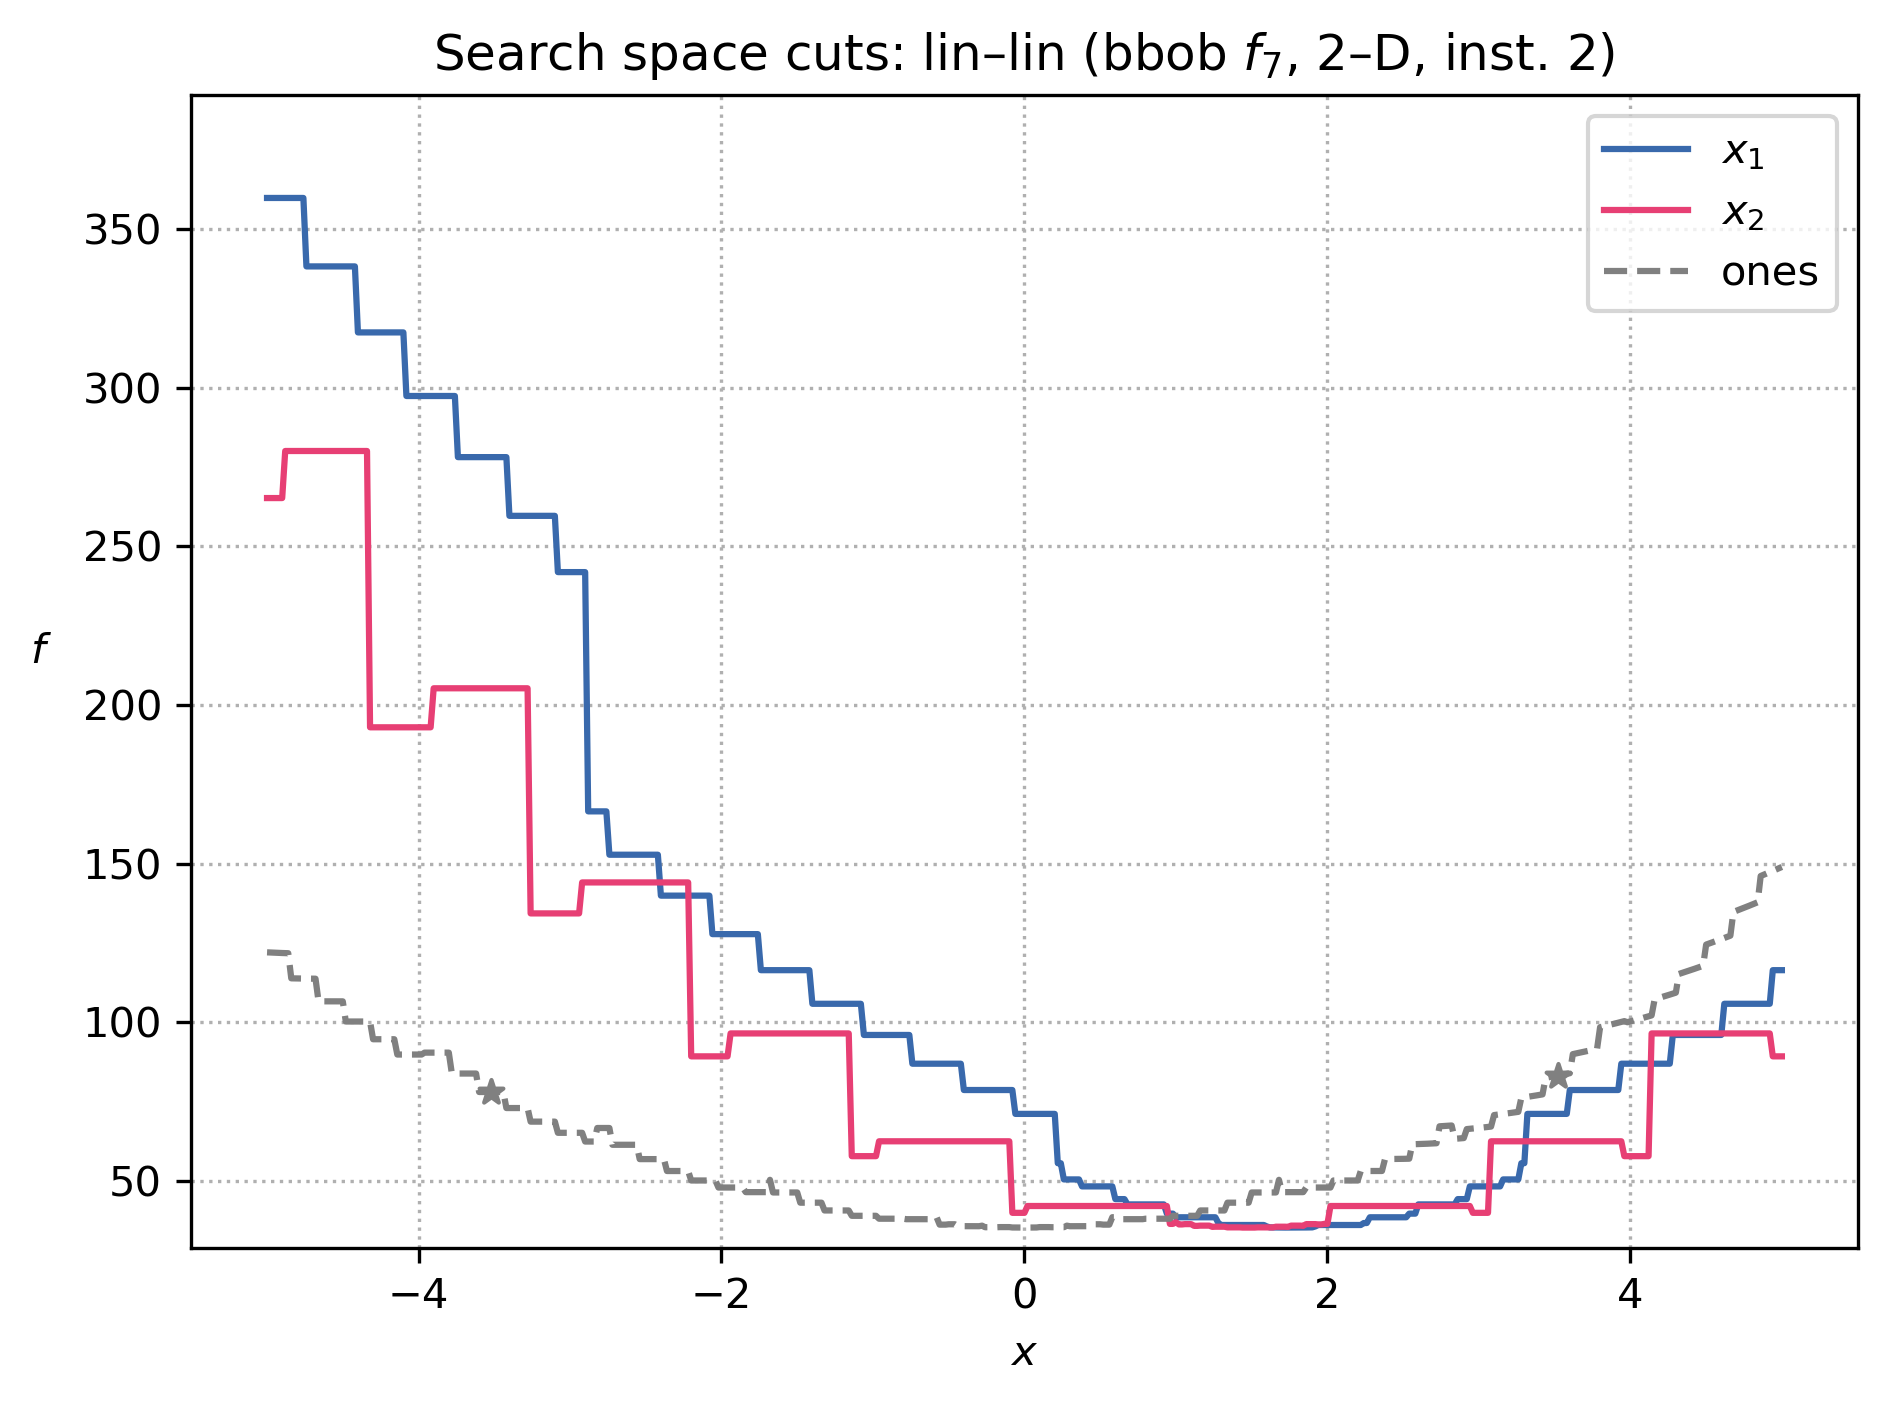 Search space cuts: lin–lin (bbob f₇, 2–D, inst. 2)
x₁
x₂
ones
350
300
250
200
150
100
50
f
−4 −2 0 2 4
x